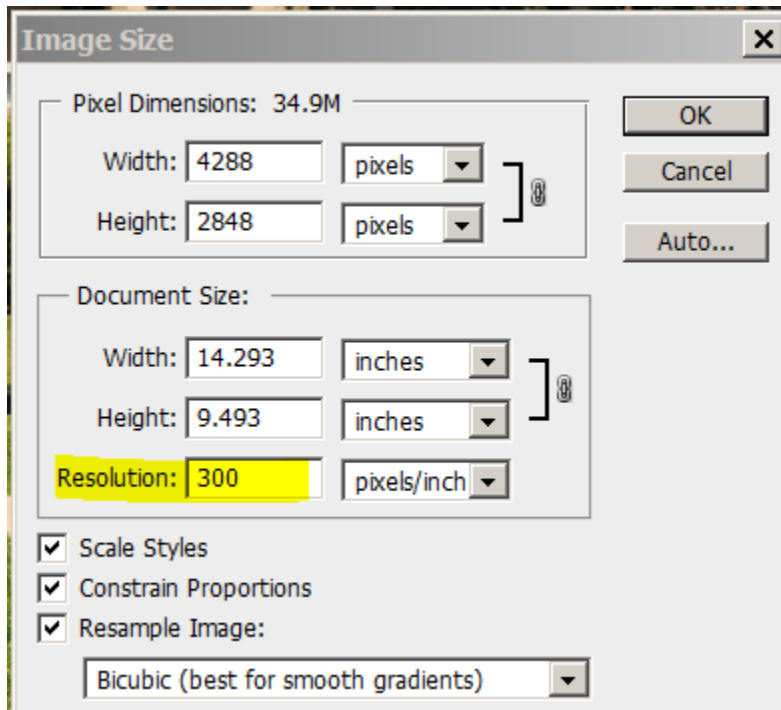 Image Size
Pixel Dimensions: 34.9M
OK
Width: 4288 pixels
Cancel
Height: 2848 pixels
Auto...
Document Size:
Width: 14.293 inches
Height: 9.493 inches
Resolution: 300 pixels/inch
Scale Styles
Constrain Proportions
Resample Image:
Bicubic (best for smooth gradients)